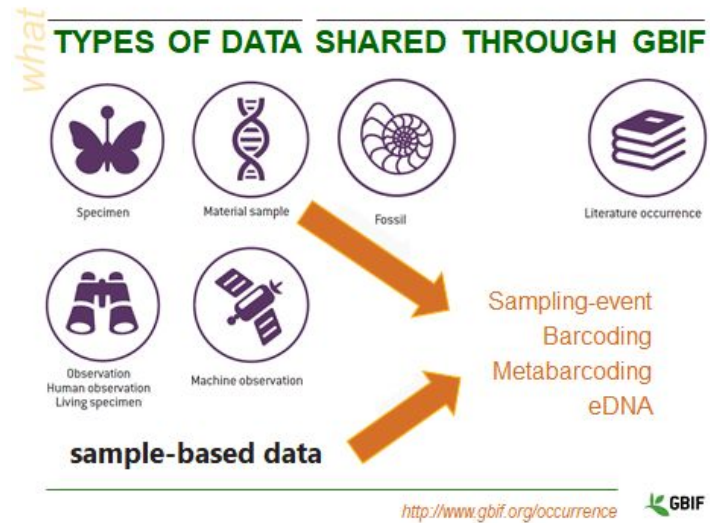 what
TYPES OF DATA SHARED THROUGH GBIF
Specimen
Material sample
Fossil
Literature occurrence
Observation
Human observation
Living specimen
Machine observation
Sampling-event
Barcoding
Metabarcoding
eDNA
sample-based data
http://www.gbif.org/occurrence
GBIF